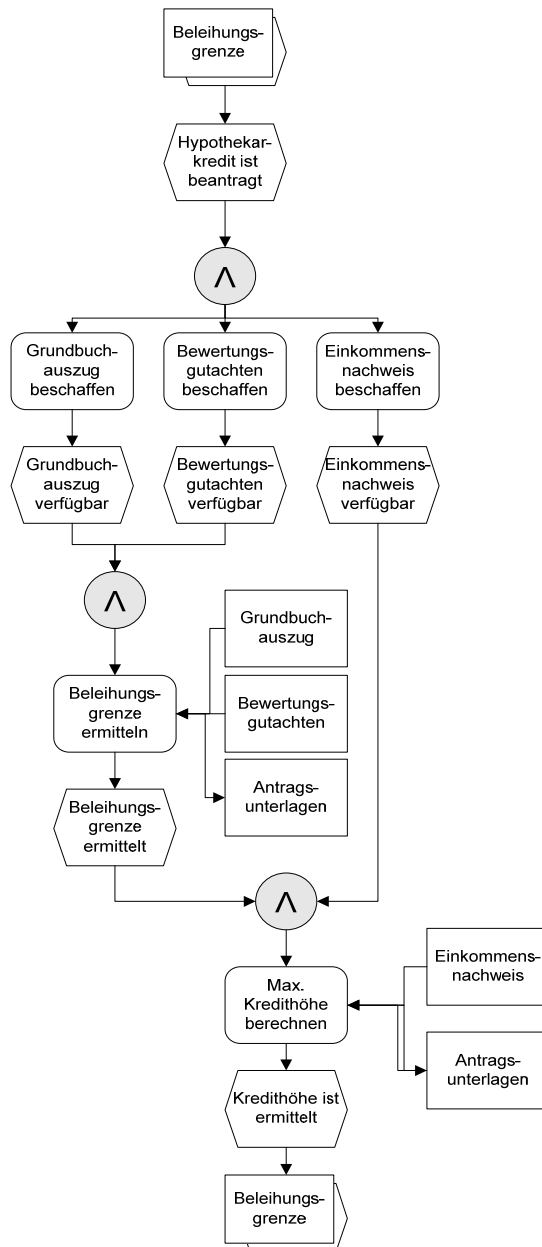 Beleihungs-
grenze
Hypothekar-
kredit ist
beantragt
Λ
Grundbuch-
auszug
beschaffen
Bewertungs-
gutachten
beschaffen
Einkommens-
nachweis
beschaffen
Grundbuch-
auszug
verfügbar
Bewertungs-
gutachten
verfügbar
Einkommens-
nachweis
verfügbar
Λ
Grundbuch-
auszug
Beleihungs-
grenze
ermitteln
Bewertungs-
gutachten
Antrags-
unterlagen
Beleihungs-
grenze
ermittelt
Λ
Einkommens-
nachweis
Max.
Kredithöhe
berechnen
Antrags-
unterlagen
Kredithöhe ist
ermittelt
Beleihungs-
grenze